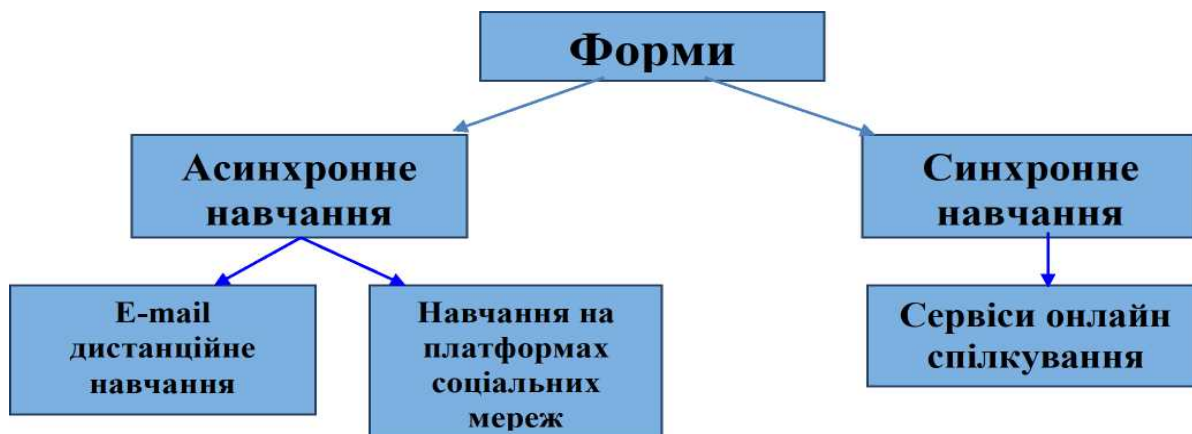 Форми
Асинхронне
навчання
Синхронне
навчання
E-mail
дистанційне
навчання
Навчання на
платформах
соціальних
мереж
Сервіси онлайн
спілкування